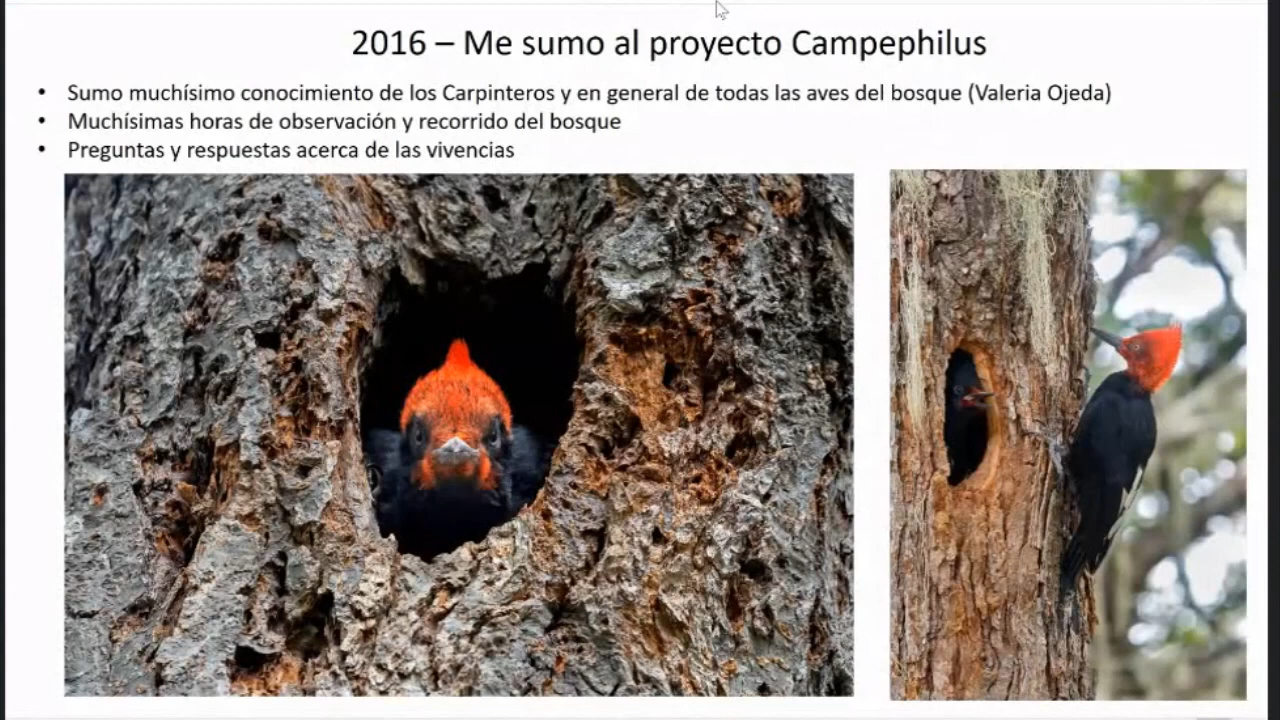 2016 – Me sumo al proyecto Campephilus
• Sumo muchísimo conocimiento de los Carpinteros y en general de todas las aves del bosque (Valeria Ojeda)
• Muchísimas horas de observación y recorrido del bosque
• Preguntas y respuestas acerca de las vivencias